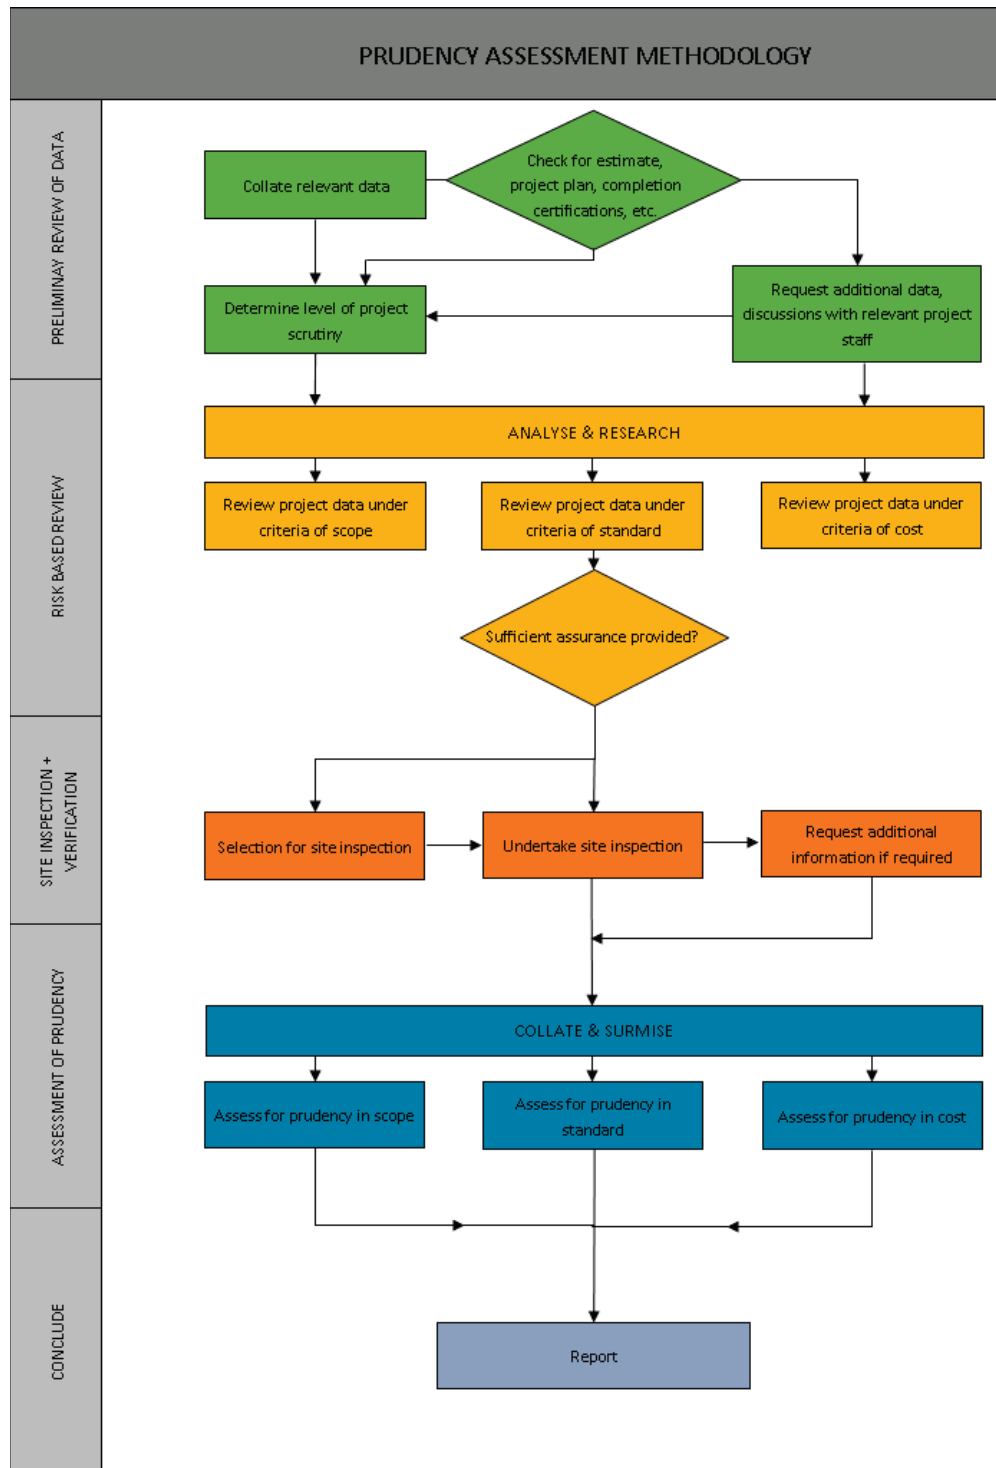 PRUDENCY ASSESSMENT METHODOLOGY
PRELIMINAY REVIEW OF DATA
Collate relevant data
Check for estimate,
project plan, completion
certifications, etc.
Determine level of project
scrutiny
Request additional data,
discussions with relevant project
staff
RISK BASED REVIEW
ANALYSE & RESEARCH
Review project data under
criteria of scope
Review project data under
criteria of standard
Review project data under
criteria of cost
Sufficient assurance provided?
SITE INSPECTION +
VERIFICATION
Selection for site inspection
Undertake site inspection
Request additional
information if required
ASSESSMENT OF PRUDENCY
COLLATE & SURMISE
Assess for prudency in scope
Assess for prudency in
standard
Assess for prudency in cost
CONCLUDE
Report